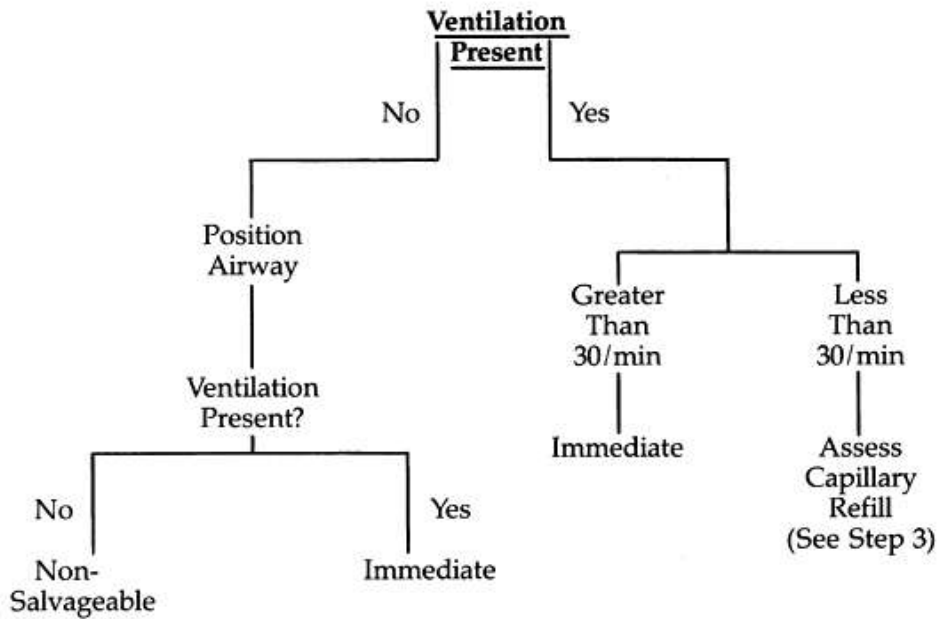 Ventilation
Present
No
Yes
Position
Airway
Greater
Than
30/min
Less
Than
30/min
Ventilation
Present?
Immediate
Assess
Capillary
Refill
(See Step 3)
No
Yes
Non-
Salvageable
Immediate